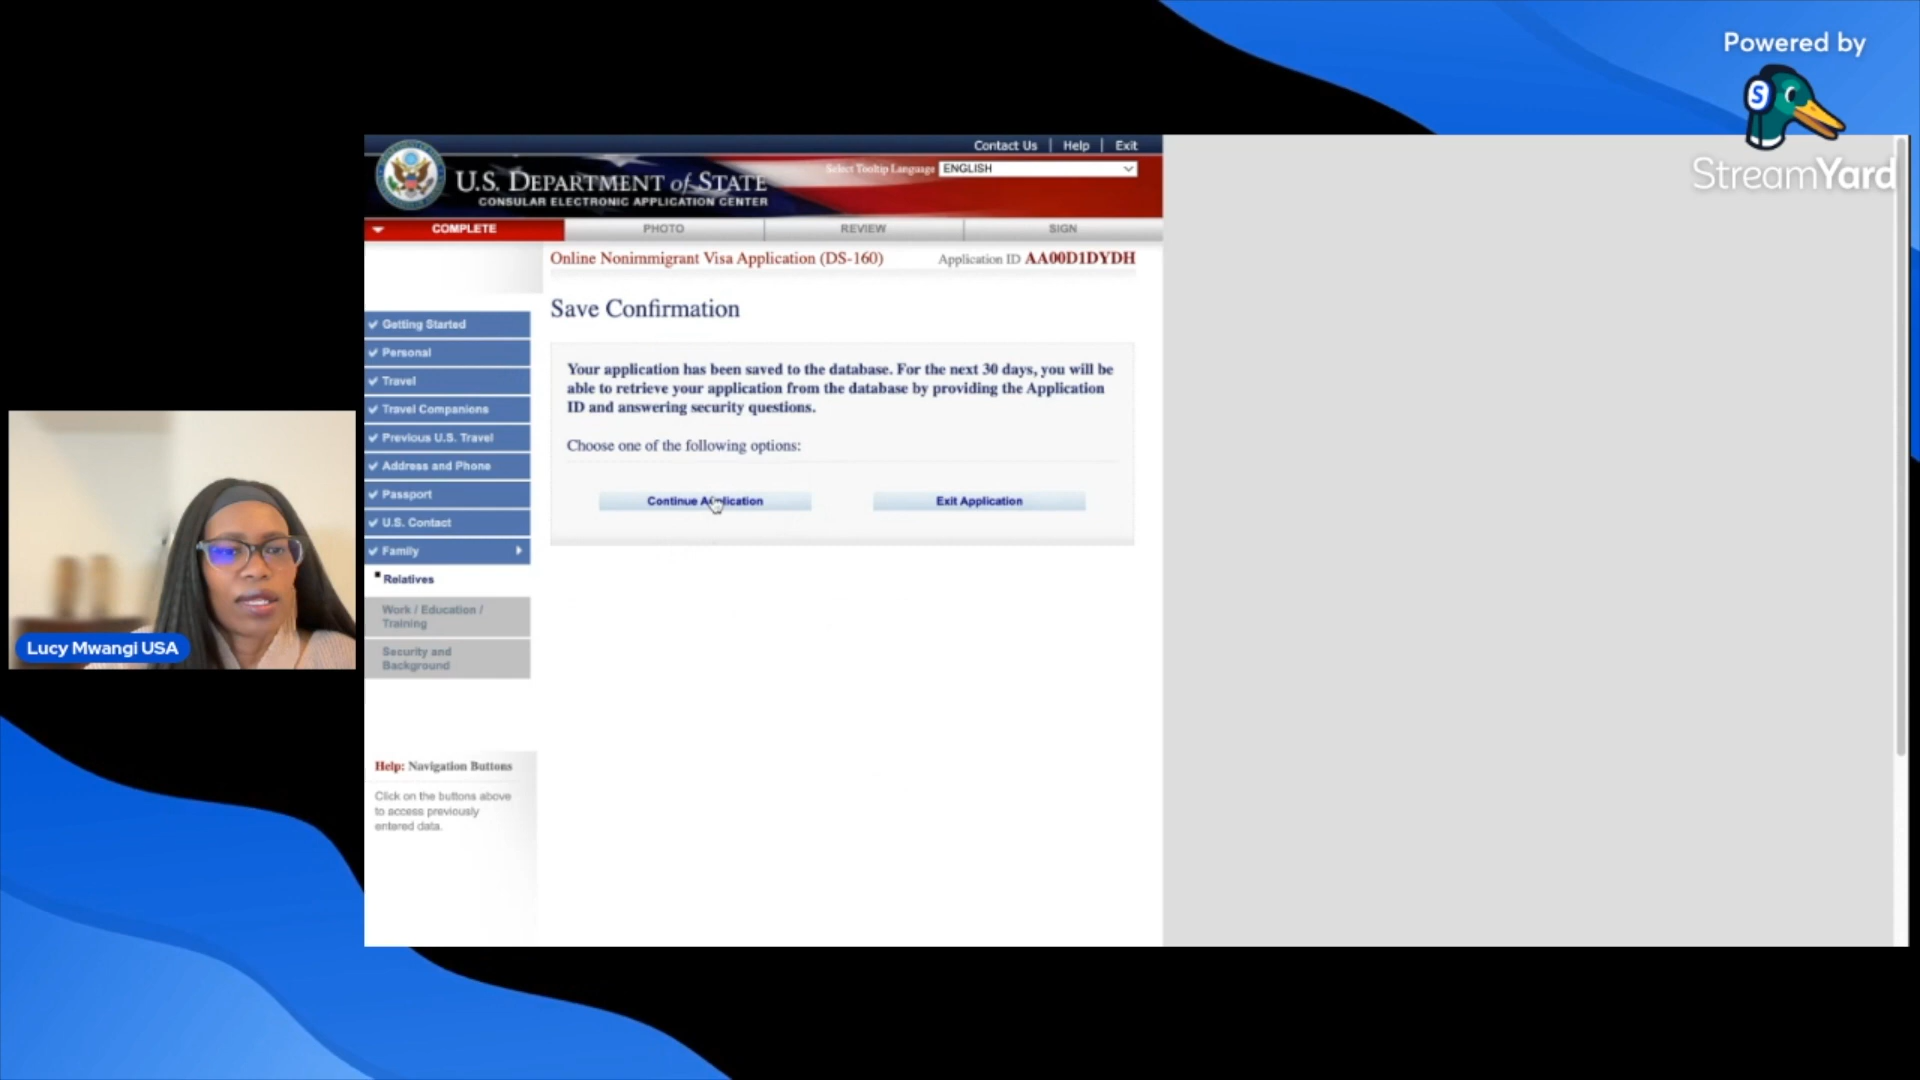 Powered by
StreamYard
Contact Us | Help | Exit
Select Tooltip Language ENGLISH
U.S. DEPARTMENT of STATE
CONSULAR ELECTRONIC APPLICATION CENTER
COMPLETE PHOTO REVIEW SIGN
Online Nonimmigrant Visa Application (DS-160) Application ID AA00D1DYDH
Save Confirmation
Getting Started
Personal
Travel
Travel Companions
Previous U.S. Travel
Address and Phone
Passport
U.S. Contact
Family
Relatives
Work / Education /
Training
Security and
Background
Your application has been saved to the database. For the next 30 days, you will be
able to retrieve your application from the database by providing the Application
ID and answering security questions.
Choose one of the following options:
Continue Application Exit Application
Lucy Mwangi USA
Help: Navigation Buttons
Click on the buttons above
to access previously
entered data.